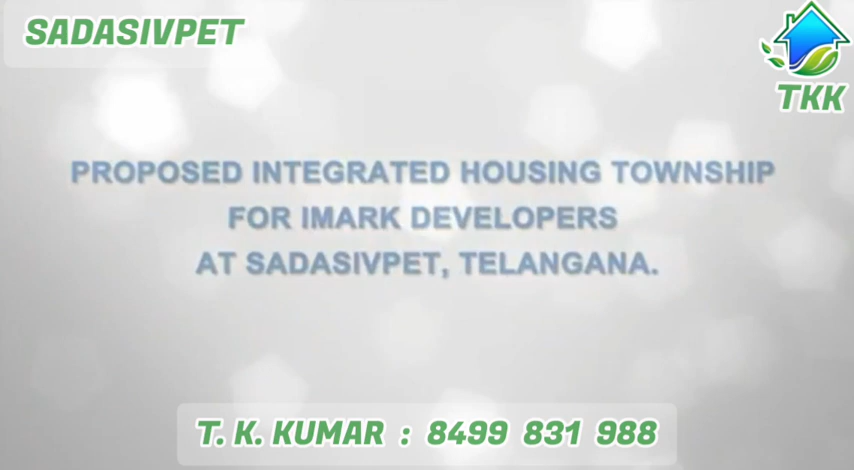 SADASIVPET
TKK
PROPOSED INTEGRATED HOUSING TOWNSHIP
FOR IMARK DEVELOPERS
AT SADASIVPET, TELANGANA.
T. K. KUMAR : 8499 831 988